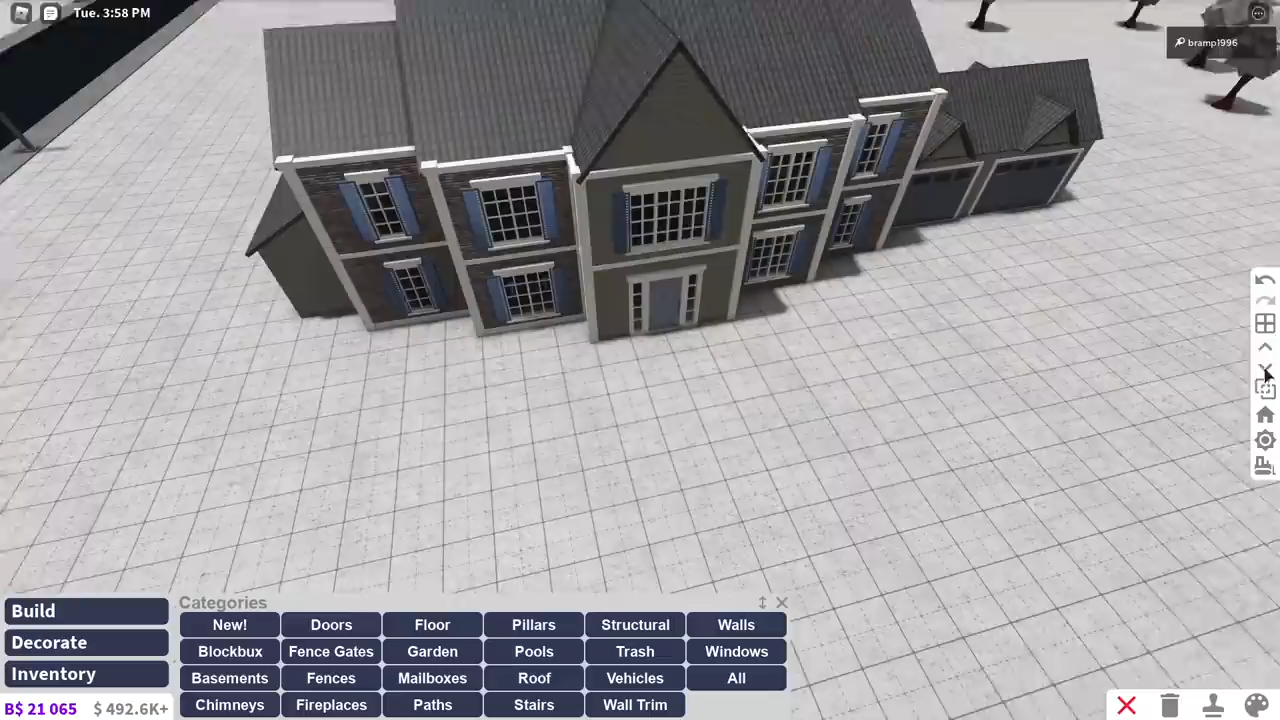 Tue. 3:58 PM
bramp1996
Build
Decorate
Inventory
B$ 21 065 $ 492.6K+
Categories
New! Doors Floor Pillars Structural Walls
Blockbux Fence Gates Garden Pools Trash Windows
Basements Fences Mailboxes Roof Vehicles All
Chimneys Fireplaces Paths Stairs Wall Trim